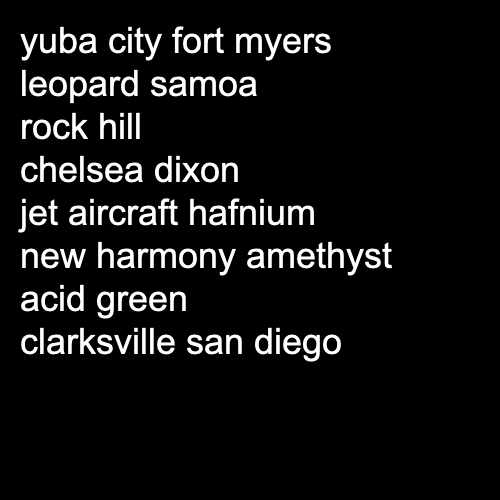 yuba city fort myers
leopard samoa
rock hill
chelsea dixon
jet aircraft hafnium
new harmony amethyst
acid green
clarksville san diego